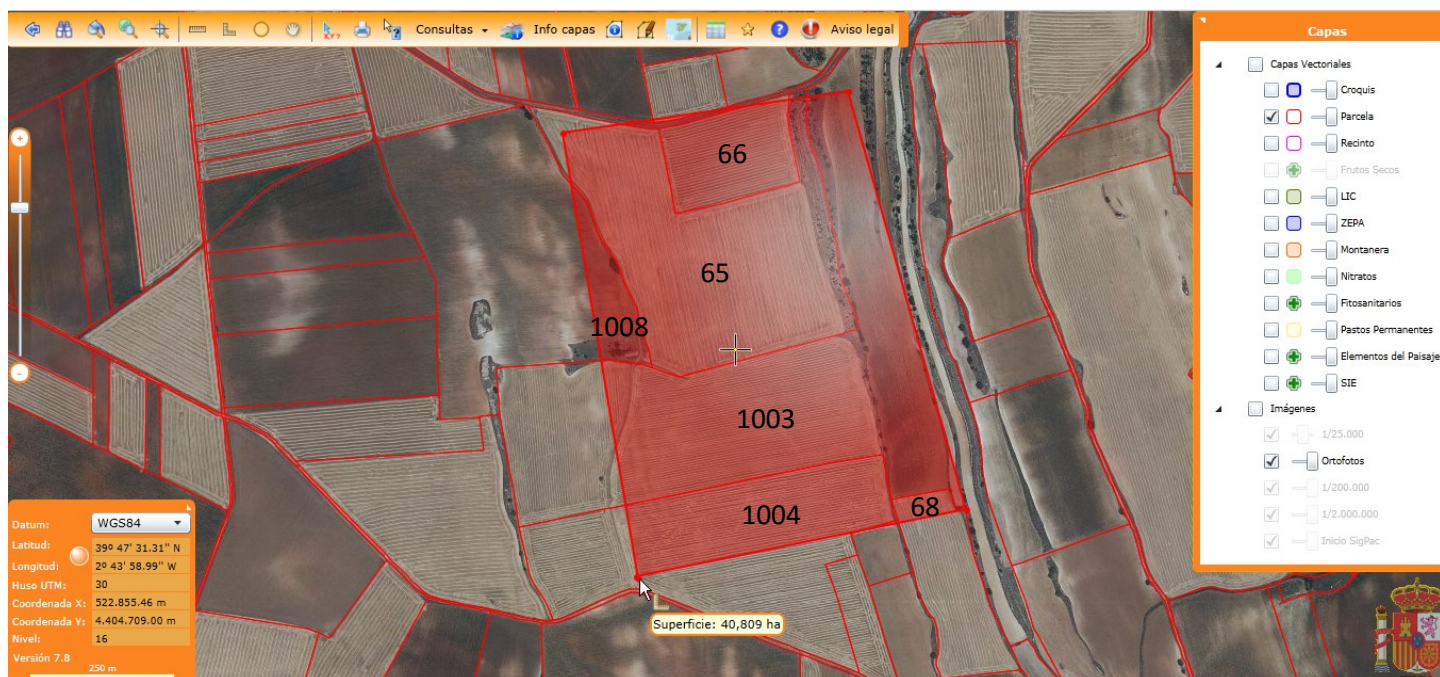 Consultas
Info capas
Aviso legal
Capas
Capas Vectoriales
Croquis
Parcela
Recinto
Frutos Secos
LIC
ZEPA
Montanera
Nitratos
Fitosanitarios
Pastos Permanentes
Elementos del Paisaje
SIE
Imágenes
1/25.000
Ortofotos
1/200.000
1/2.000.000
Inicio SigPac
66
65
1008
1003
1004
68
Superficie: 40,809 ha
Datum: WGS84
Latitud: 39º 47' 31.31'' N
Longitud: 2º 43' 58.99'' W
Huso UTM: 30
Coordenada X: 522.855.46 m
Coordenada Y: 4.404.709.00 m
Nivel: 16
Versión 7.8
250 m